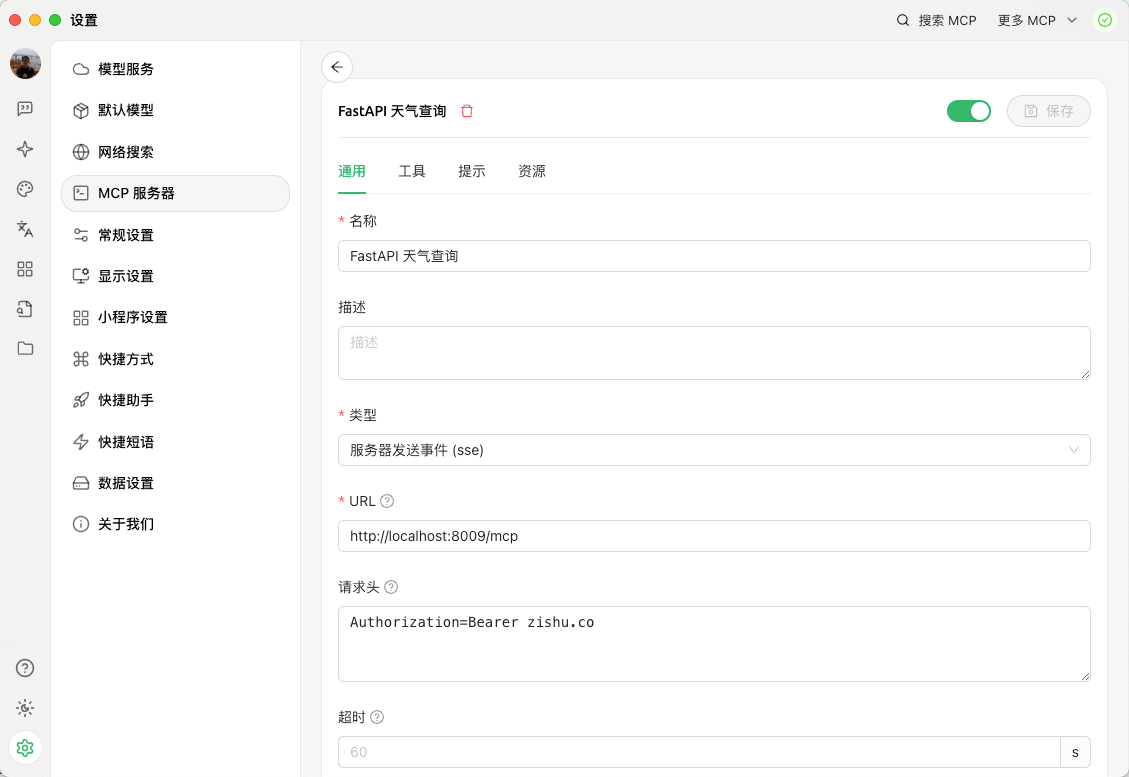 设置
搜索 MCP
更多 MCP
模型服务
默认模型
网络搜索
MCP 服务器
常规设置
显示设置
小程序设置
快捷方式
快捷助手
快捷短语
数据设置
关于我们
FastAPI 天气查询
保存
通用 工具 提示 资源
* 名称
FastAPI 天气查询
描述
描述
* 类型
服务器发送事件 (sse)
* URL
http://localhost:8009/mcp
请求头
Authorization=Bearer zishu.co
超时
60
s